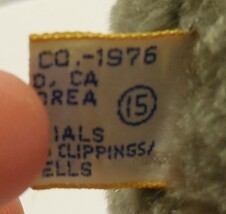 CO.-1976
O, CA
OREA
15
IALS
CLIPPINGS/
ELLS